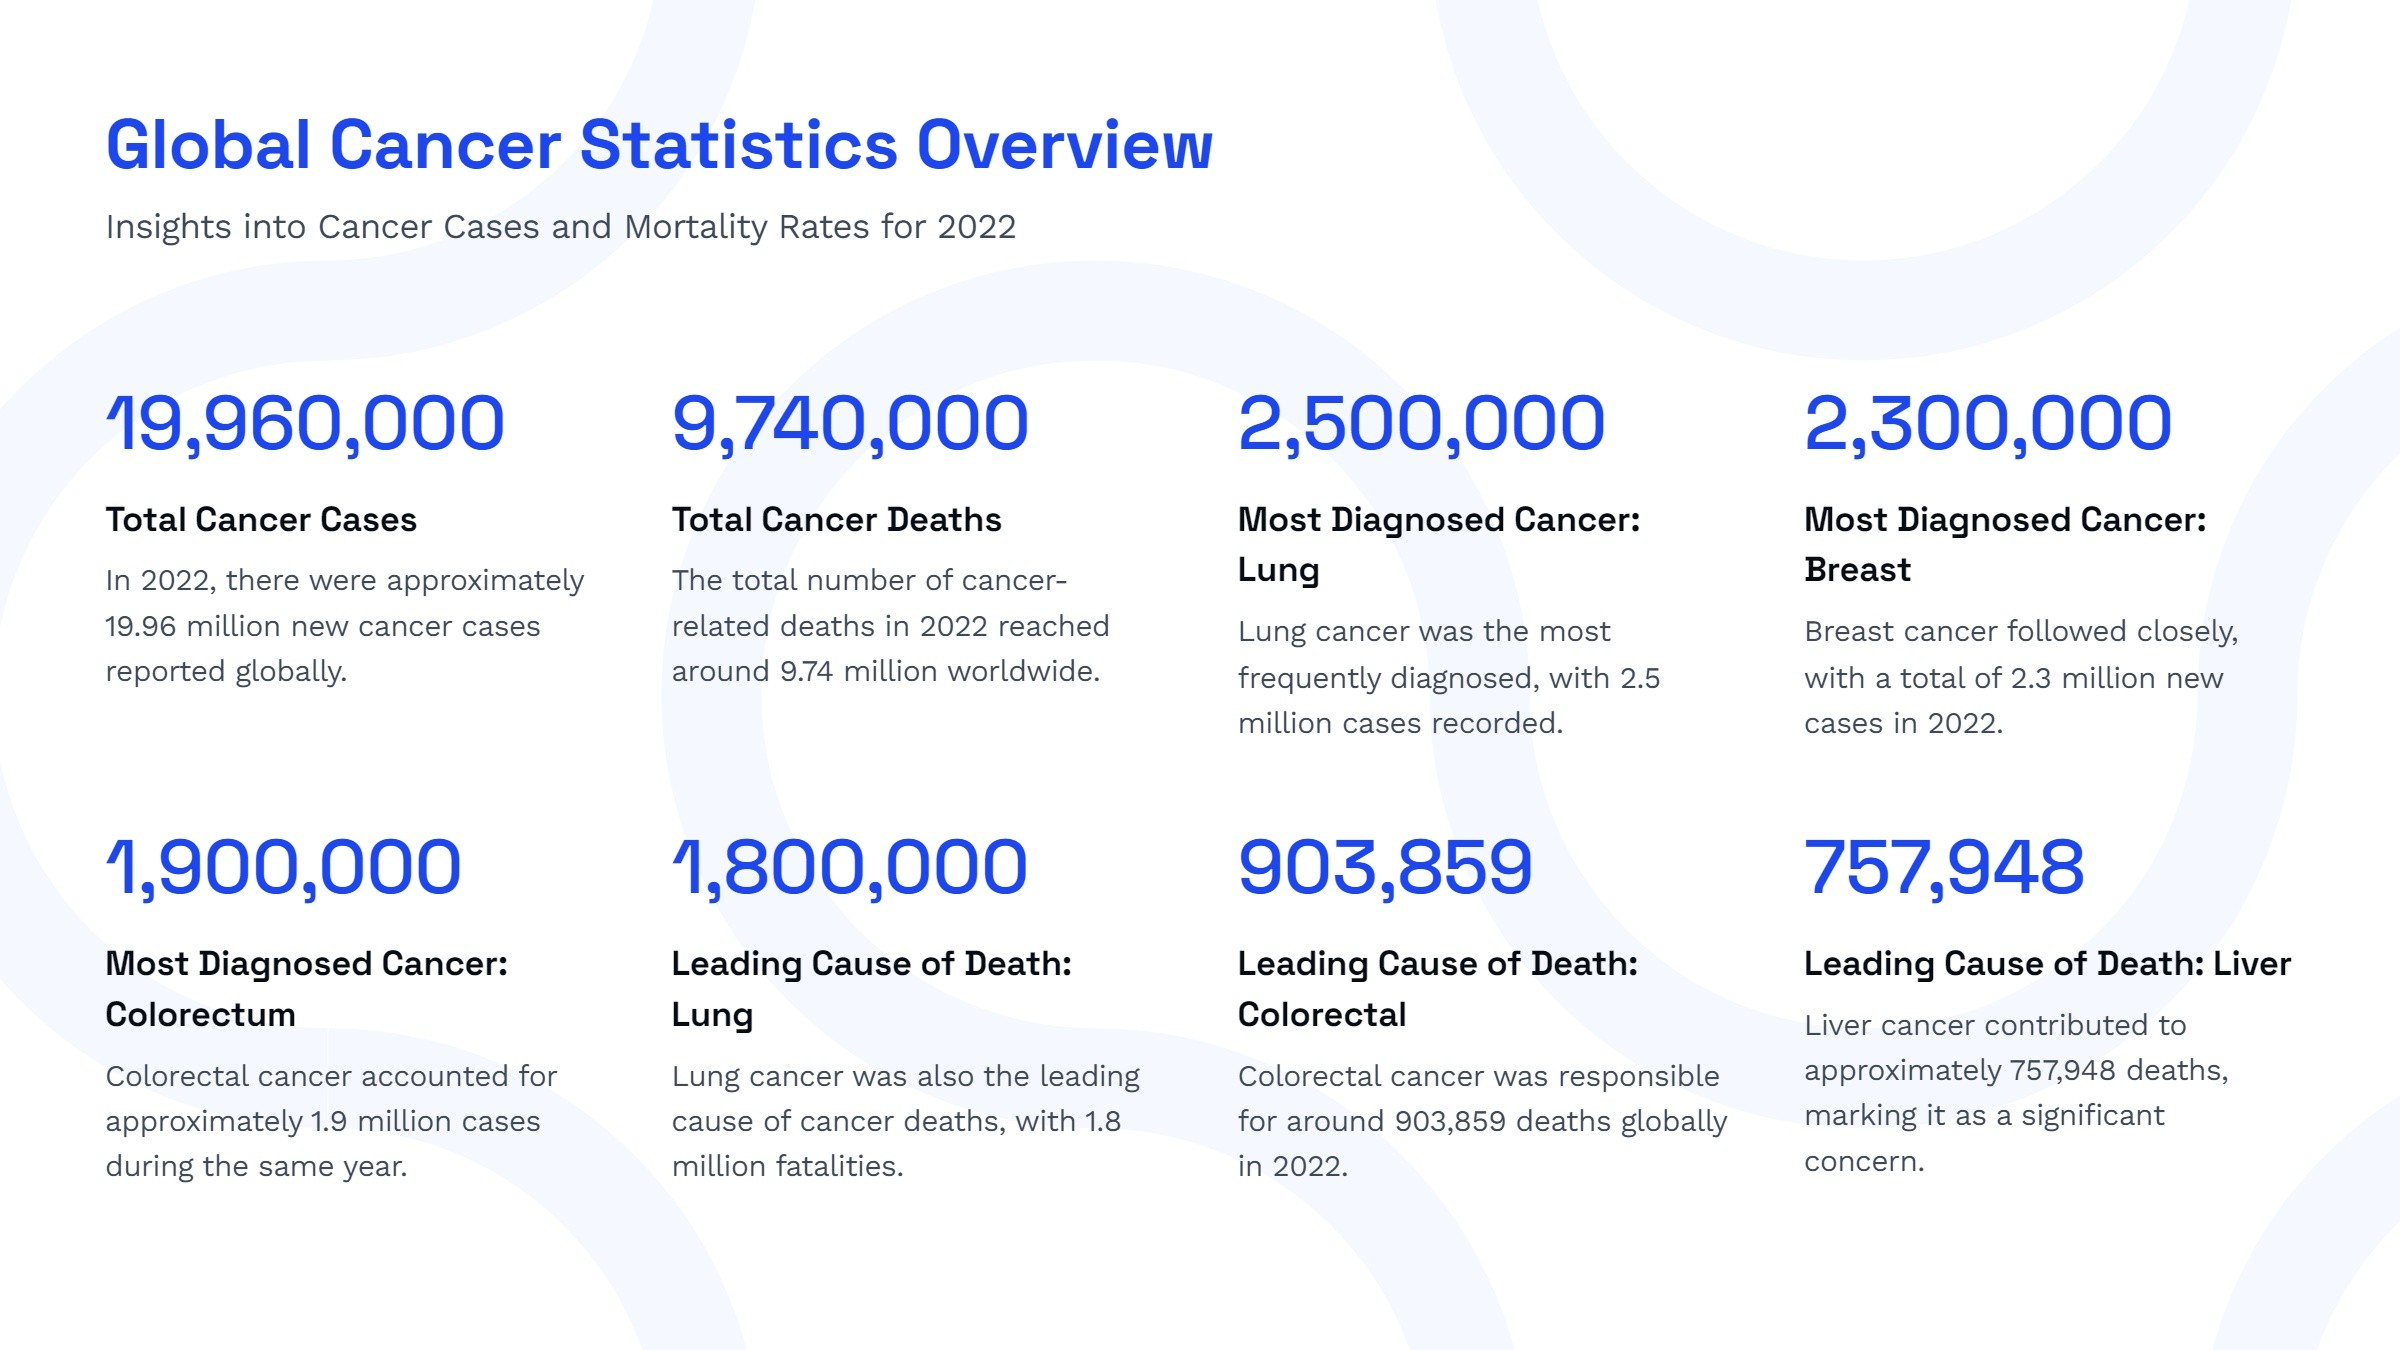 Global Cancer Statistics Overview
Insights into Cancer Cases and Mortality Rates for 2022
19,960,000
Total Cancer Cases
In 2022, there were approximately
19.96 million new cancer cases
reported globally.
9,740,000
Total Cancer Deaths
The total number of cancer-
related deaths in 2022 reached
around 9.74 million worldwide.
2,500,000
Most Diagnosed Cancer:
Lung
Lung cancer was the most
frequently diagnosed, with 2.5
million cases recorded.
2,300,000
Most Diagnosed Cancer:
Breast
Breast cancer followed closely,
with a total of 2.3 million new
cases in 2022.
1,900,000
Most Diagnosed Cancer:
Colorectum
Colorectal cancer accounted for
approximately 1.9 million cases
during the same year.
1,800,000
Leading Cause of Death:
Lung
Lung cancer was also the leading
cause of cancer deaths, with 1.8
million fatalities.
903,859
Leading Cause of Death:
Colorectal
Colorectal cancer was responsible
for around 903,859 deaths globally
in 2022.
757,948
Leading Cause of Death: Liver
Liver cancer contributed to
approximately 757,948 deaths,
marking it as a significant
concern.